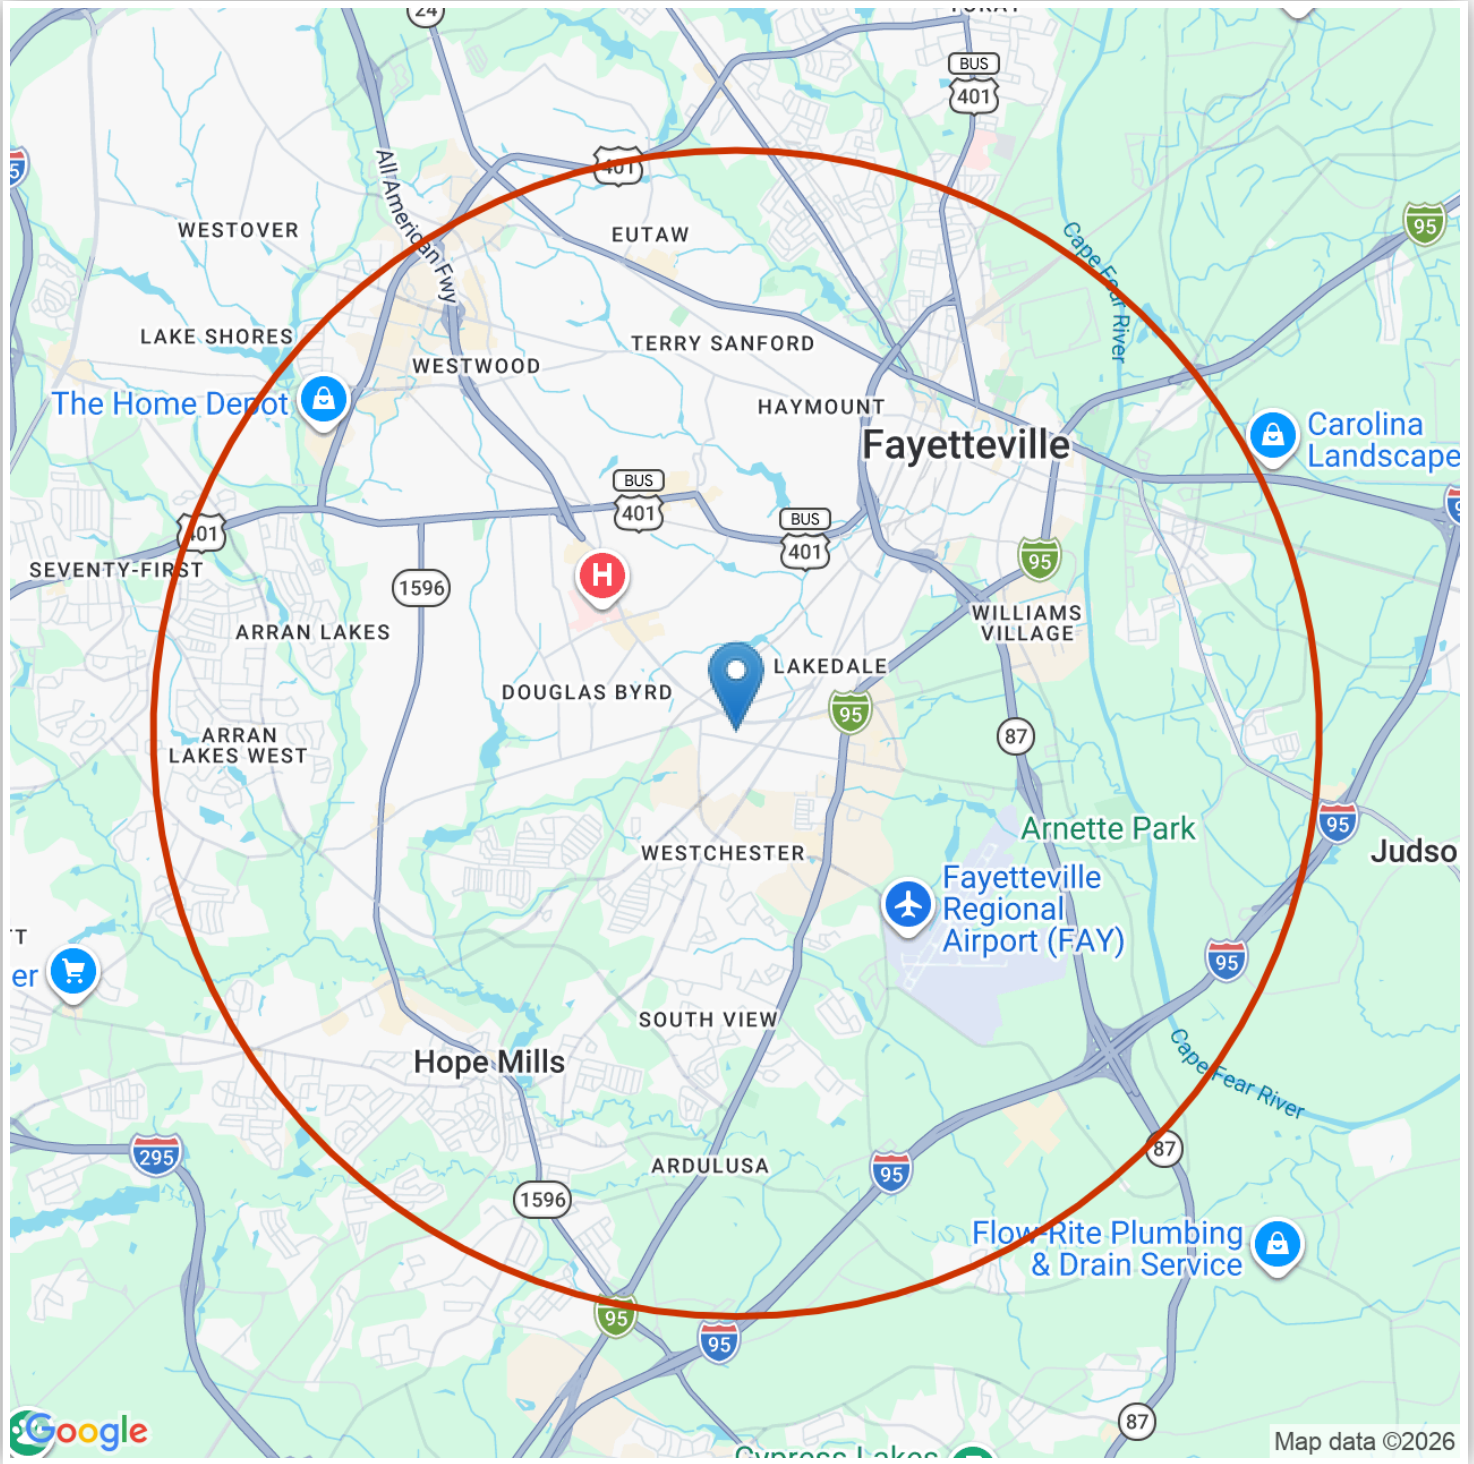 24
BUS
401
401
5
All American Fwy
WESTOVER
EUTAW
95
Cape Fear River
LAKE SHORES
TERRY SANFORD
WESTWOOD
The Home Depot
HAYMOUNT
Fayetteville
Carolina
Landscape
BUS
401
BUS
401
401
SEVENTY-FIRST
1596
H
95
WILLIAMS
VILLAGE
ARRAN LAKES
LAKEDALE
DOUGLAS BYRD
95
87
ARRAN
LAKES WEST
Arnette Park
95
Judso
WESTCHESTER
Fayetteville
Regional
Airport (FAY)
95
er
SOUTH VIEW
Hope Mills
Cape Fear River
295
ARDULUSA
95
87
1596
Flow-Rite Plumbing
& Drain Service
95
95
87
Google
Map data ©2026
Cypress Lakes